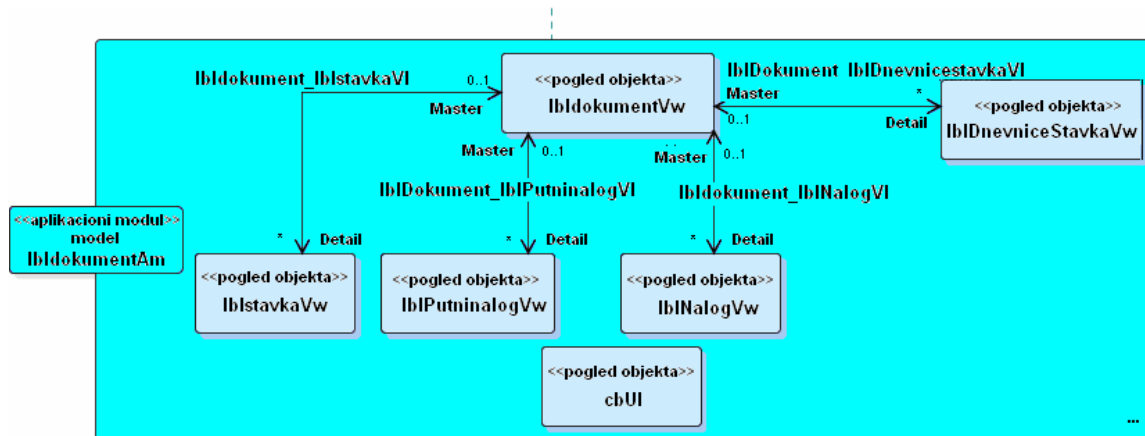 lbldokument_lblstavkaVl
0..1
Master
<<pogled objekta>>
lbldokumentVw
lblDokument_lblDnevnicestavkaVl
Master
*
0..1
Detail
<<pogled objekta>>
lblDnevniceStavkaVw
Master
0..1
Master
0..1
lblDokument_lblPutninalogVl
lbldokument_lblNalogVl
<<aplikacioni modul>>
model
lbldokumentAm
*
Detail
*
Detail
*
Detail
<<pogled objekta>>
lblstavkaVw
<<pogled objekta>>
lblPutninalogVw
<<pogled objekta>>
lblNalogVw
<<pogled objekta>>
cbUl
...